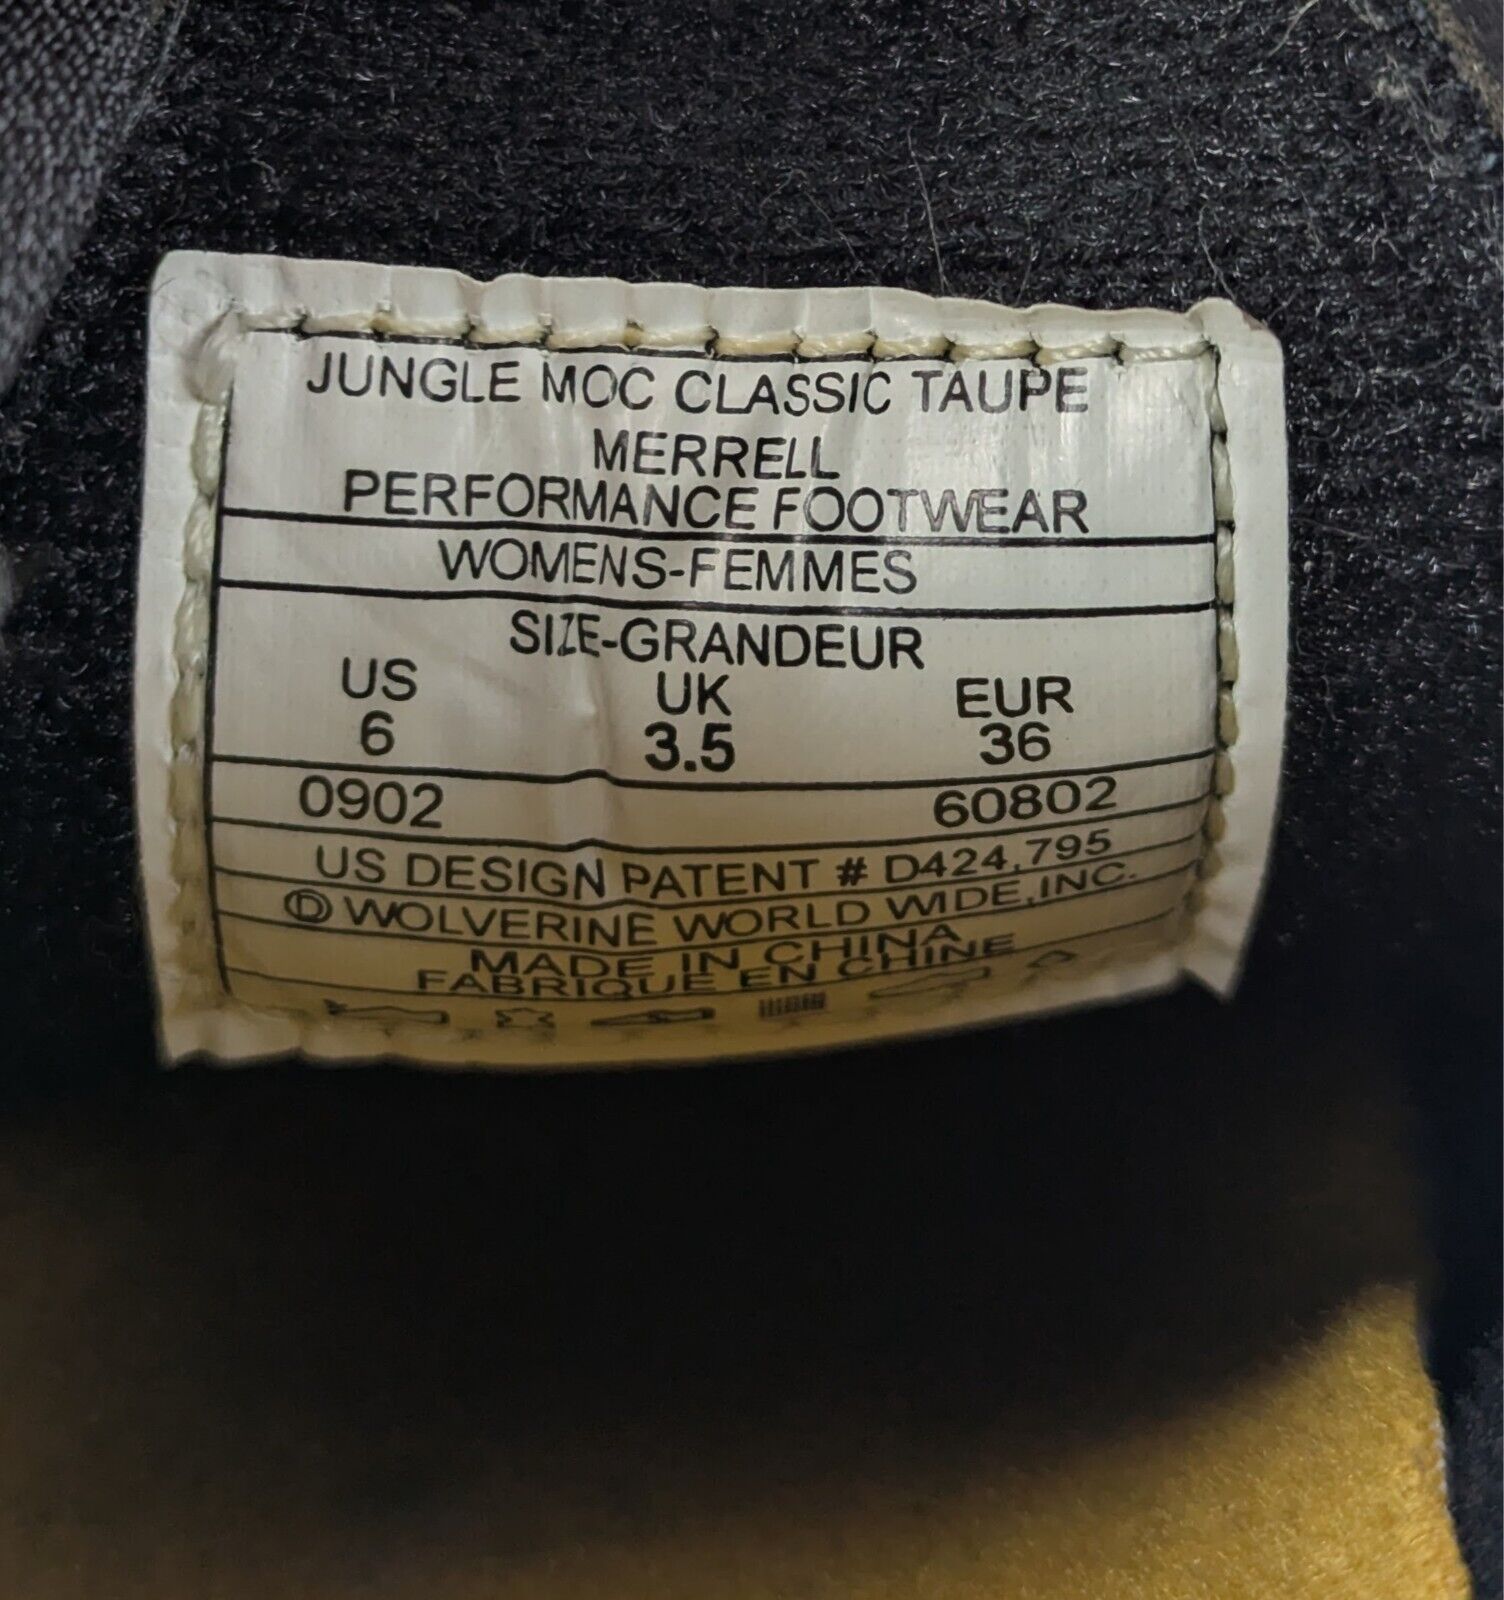 JUNGLE MOC CLASSIC TAUPE
MERRELL
PERFORMANCE FOOTWEAR
WOMENS-FEMMES
SIZE-GRANDEUR
US UK EUR
6 3.5 36
0902 60802
US DESIGN PATENT # D424,795
Ⓓ WOLVERINE WORLD WIDE,INC.
MADE IN CHINA
FABRIQUE EN CHINE